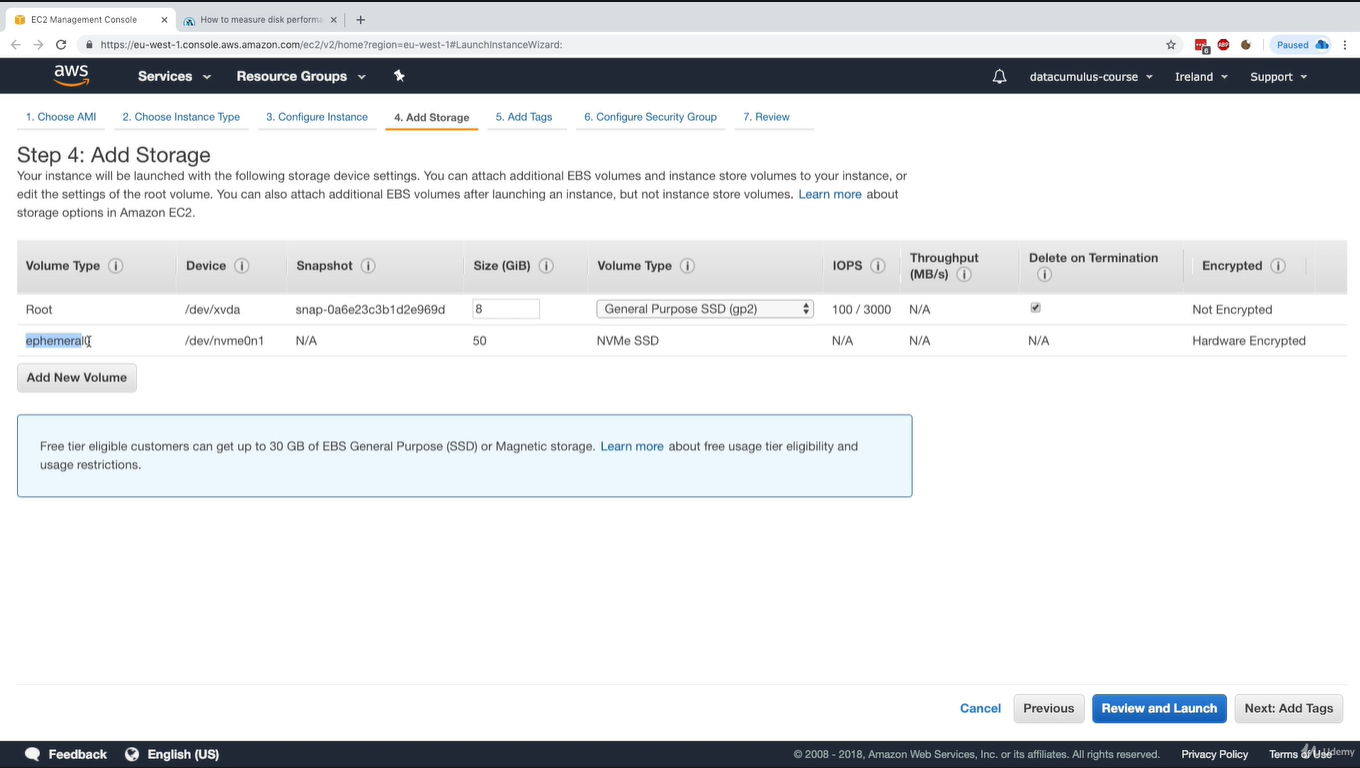 EC2 Management Console
How to measure disk performa
https://eu-west-1.console.aws.amazon.com/ec2/v2/home?region=eu-west-1#LaunchInstanceWizard:
6
ABP
Paused
aws
Services
Resource Groups
datacumulus-course
Ireland
Support
1. Choose AMI
2. Choose Instance Type
3. Configure Instance
4. Add Storage
5. Add Tags
6. Configure Security Group
7. Review
Step 4: Add Storage
Your instance will be launched with the following storage device settings. You can attach additional EBS volumes and instance store volumes to your instance, or
edit the settings of the root volume. You can also attach additional EBS volumes after launching an instance, but not instance store volumes. Learn more about
storage options in Amazon EC2.
Volume Type
Device
Snapshot
Size (GiB)
Volume Type
IOPS
Throughput
(MB/s)
Delete on Termination
Encrypted
Root /dev/xvda snap-0a6e23c3b1d2e969d 8 General Purpose SSD (gp2) 100 / 3000 N/A Not Encrypted
ephemeral0 /dev/nvme0n1 N/A 50 NVMe SSD N/A N/A N/A Hardware Encrypted
Add New Volume
Free tier eligible customers can get up to 30 GB of EBS General Purpose (SSD) or Magnetic storage. Learn more about free usage tier eligibility and
usage restrictions.
Cancel
Previous
Review and Launch
Next: Add Tags
Feedback
English (US)
© 2008 - 2018, Amazon Web Services, Inc. or its affiliates. All rights reserved.
Privacy Policy
Terms of Use
Udemy